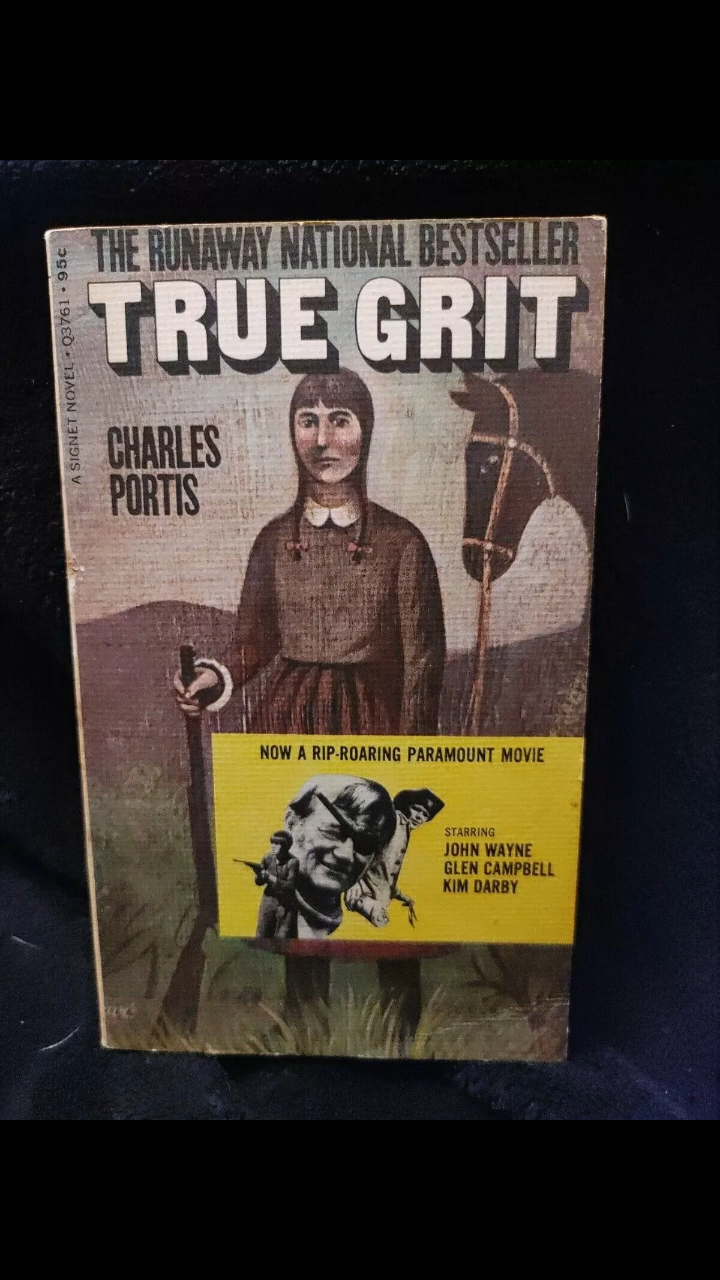 THE RUNAWAY NATIONAL BESTSELLER
TRUE GRIT
A SIGNET NOVEL • Q3761 • 95¢
CHARLES
PORTIS
NOW A RIP-ROARING PARAMOUNT MOVIE
STARRING
JOHN WAYNE
GLEN CAMPBELL
KIM DARBY